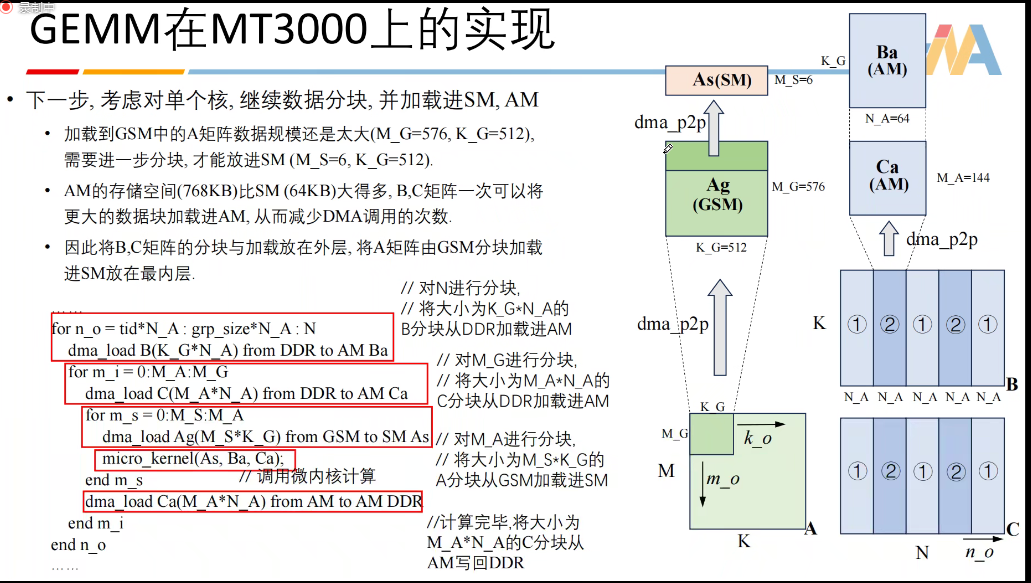 录制中
GEMM在MT3000上的实现
• 下一步, 考虑对单个核, 继续数据分块, 并加载进SM, AM
• 加载到GSM中的A矩阵数据规模还是太大(M_G=576, K_G=512),
需要进一步分块, 才能放进SM (M_S=6, K_G=512).
• AM的存储空间(768KB)比SM (64KB)大得多, B,C矩阵一次可以将
更大的数据块加载进AM, 从而减少DMA调用的次数.
• 因此将B,C矩阵的分块与加载放在外层, 将A矩阵由GSM分块加载
进SM放在最内层.
……
for n_o = tid*N_A : grp_size*N_A : N
dma_load B(K_G*N_A) from DDR to AM Ba
for m_i = 0:M_A:M_G
dma_load C(M_A*N_A) from DDR to AM Ca
for m_s = 0:M_S:M_A
dma_load Ag(M_S*K_G) from GSM to SM As
micro_kernel(As, Ba, Ca);
end m_s
// 调用微内核计算
dma_load Ca(M_A*N_A) from AM to AM DDR
end m_i
end n_o
……
// 对N进行分块,
// 将大小为K_G*N_A的
B分块从DDR加载进AM
// 对M_G进行分块,
// 将大小为M_A*N_A的
C分块从DDR加载进AM
// 对M_A进行分块,
// 将大小为M_S*K_G的
A分块从GSM加载进SM
//计算完毕,将大小为
M_A*N_A的C分块从
AM写回DDR
As(SM)
M_S=6
dma_p2p
Ag
(GSM)
M_G=576
K_G=512
dma_p2p
K_G
M_G
k_o
m_o
M
A
K
K_G
Ba
(AM)
N_A=64
Ca
(AM)
M_A=144
dma_p2p
K
① ② ① ② ①
B
N_A N_A N_A N_A N_A
① ② ① ② ①
C
N
n_o